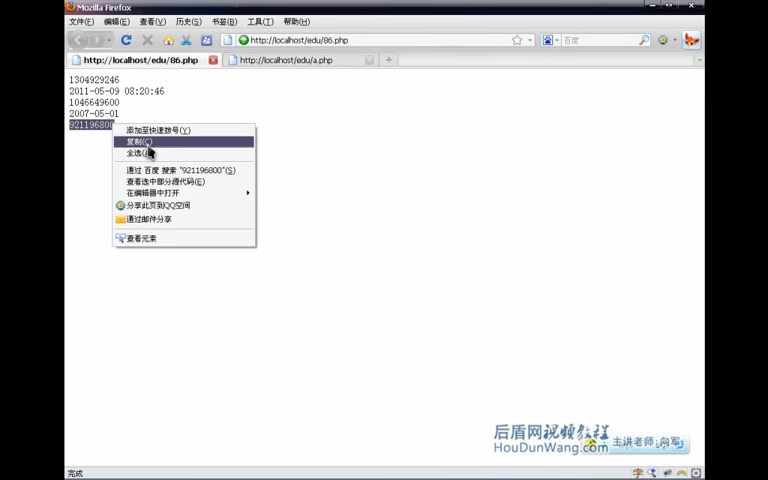 Mozilla Firefox
文件(F) 编辑(E) 查看(V) 历史(S) 书签(B) 工具(T) 帮助(H)
http://localhost/edu/86.php 百度
http://localhost/edu/86.php http://localhost/edu/a.php
1304929246
2011-05-09 08:20:46
1046649600
2007-05-01
921196800
添加至快速拨号(Y)
复制(C)
全选
通过 百度 搜索 "921196800"(S)
查看选中部分源代码(E)
在编辑器中打开
分享此页到QQ空间
通过邮件分享
查看元素
后盾网视频教程
HouDunWang.com 主讲老师:向军
完成